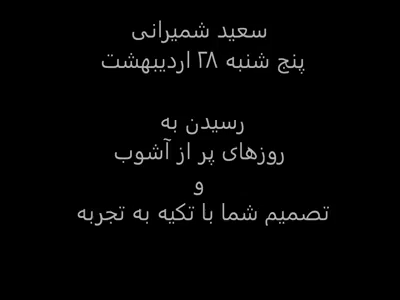 سعید شمیرانی
پنج شنبه ۲۸ اردیبهشت
رسیدن به
روزهای پر از آشوب
و
تصمیم شما با تکیه به تجربه